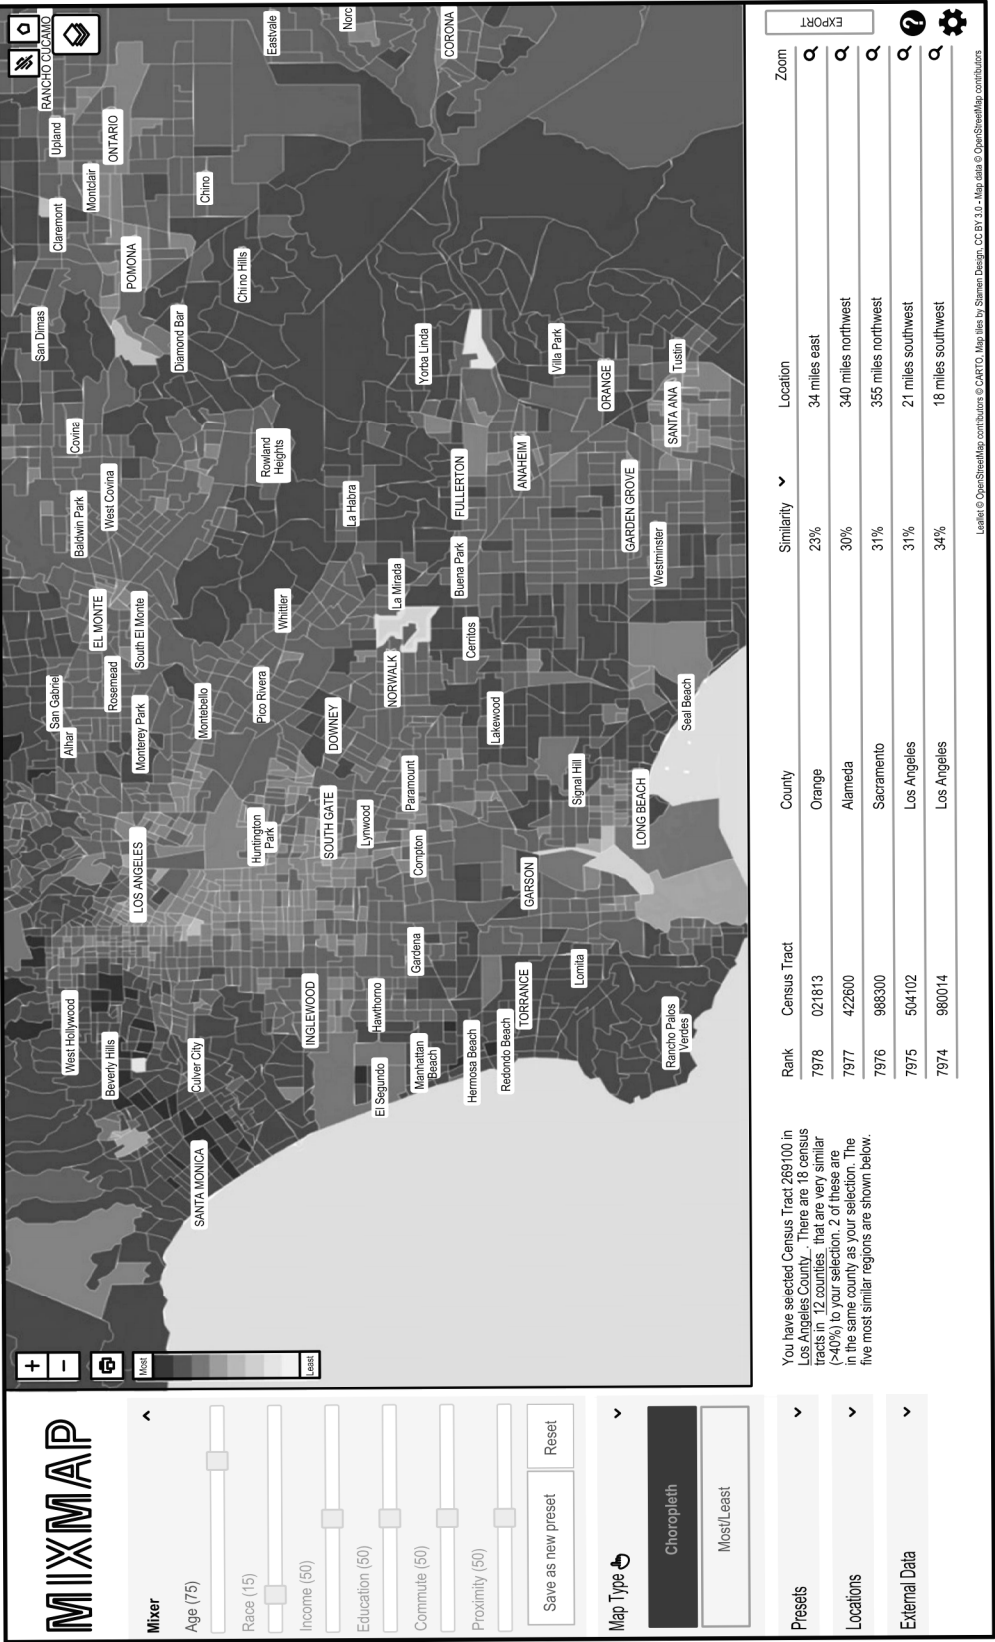 MIXMAP
Mixer
Age (75)
Race (15)
Income (50)
Education (50)
Commute (50)
Proximity (50)
Save as new preset
Reset
Map Type
Choropleth
Most/Least
Presets
Locations
External Data
+
−
Most
Least
RANCHO CUCAMO
Upland
ONTARIO
Montclair
Claremont
POMONA
Chino
Chino Hills
Eastvale
Norc
CORONA
San Dimas
Diamond Bar
Covina
West Covina
Baldwin Park
Rowland
Heights
La Habra
Yorba Linda
Villa Park
ORANGE
Tustin
SANTA ANA
ANAHEIM
FULLERTON
GARDEN GROVE
Westminster
Buena Park
La Mirada
Cerritos
NORWALK
Whittler
EL MONTE
South El Monte
Rosemead
San Gabriel
Alhar
Monterey Park
Montebello
Pico Rivera
DOWNEY
Lakewood
Seal Beach
Signal Hill
LONG BEACH
Paramount
Lynwood
SOUTH GATE
Huntington
Park
Compton
LOS ANGELES
GARSON
Gardena
Lomita
TORRANCE
Hawthorno
INGLEWOOD
West Hollywood
Beverly Hills
Culver City
El Segundo
Manhattan
Beach
Hermosa Beach
Redondo Beach
Rancho Palos
Verdes
SANTA MONICA
You have selected Census Tract 269100 in
Los Angeles County . There are 18 census
tracts in 12 counties that are very similar
(>40%) to your selection. 2 of these are
in the same county as your selection. The
five most similar regions are shown below.
Rank Census Tract County Similarity Location Zoom
7978 021813 Orange 23% 34 miles east
7977 422600 Alameda 30% 340 miles northwest
7976 988300 Sacramento 31% 355 miles northwest
7975 504102 Los Angeles 31% 21 miles southwest
7974 980014 Los Angeles 34% 18 miles southwest
EXPORT
?
Leaflet © OpenStreetMap contributors © CARTO, Map tiles by Stamen Design, CC BY 3.0 - Map data © OpenStreetMap contributors